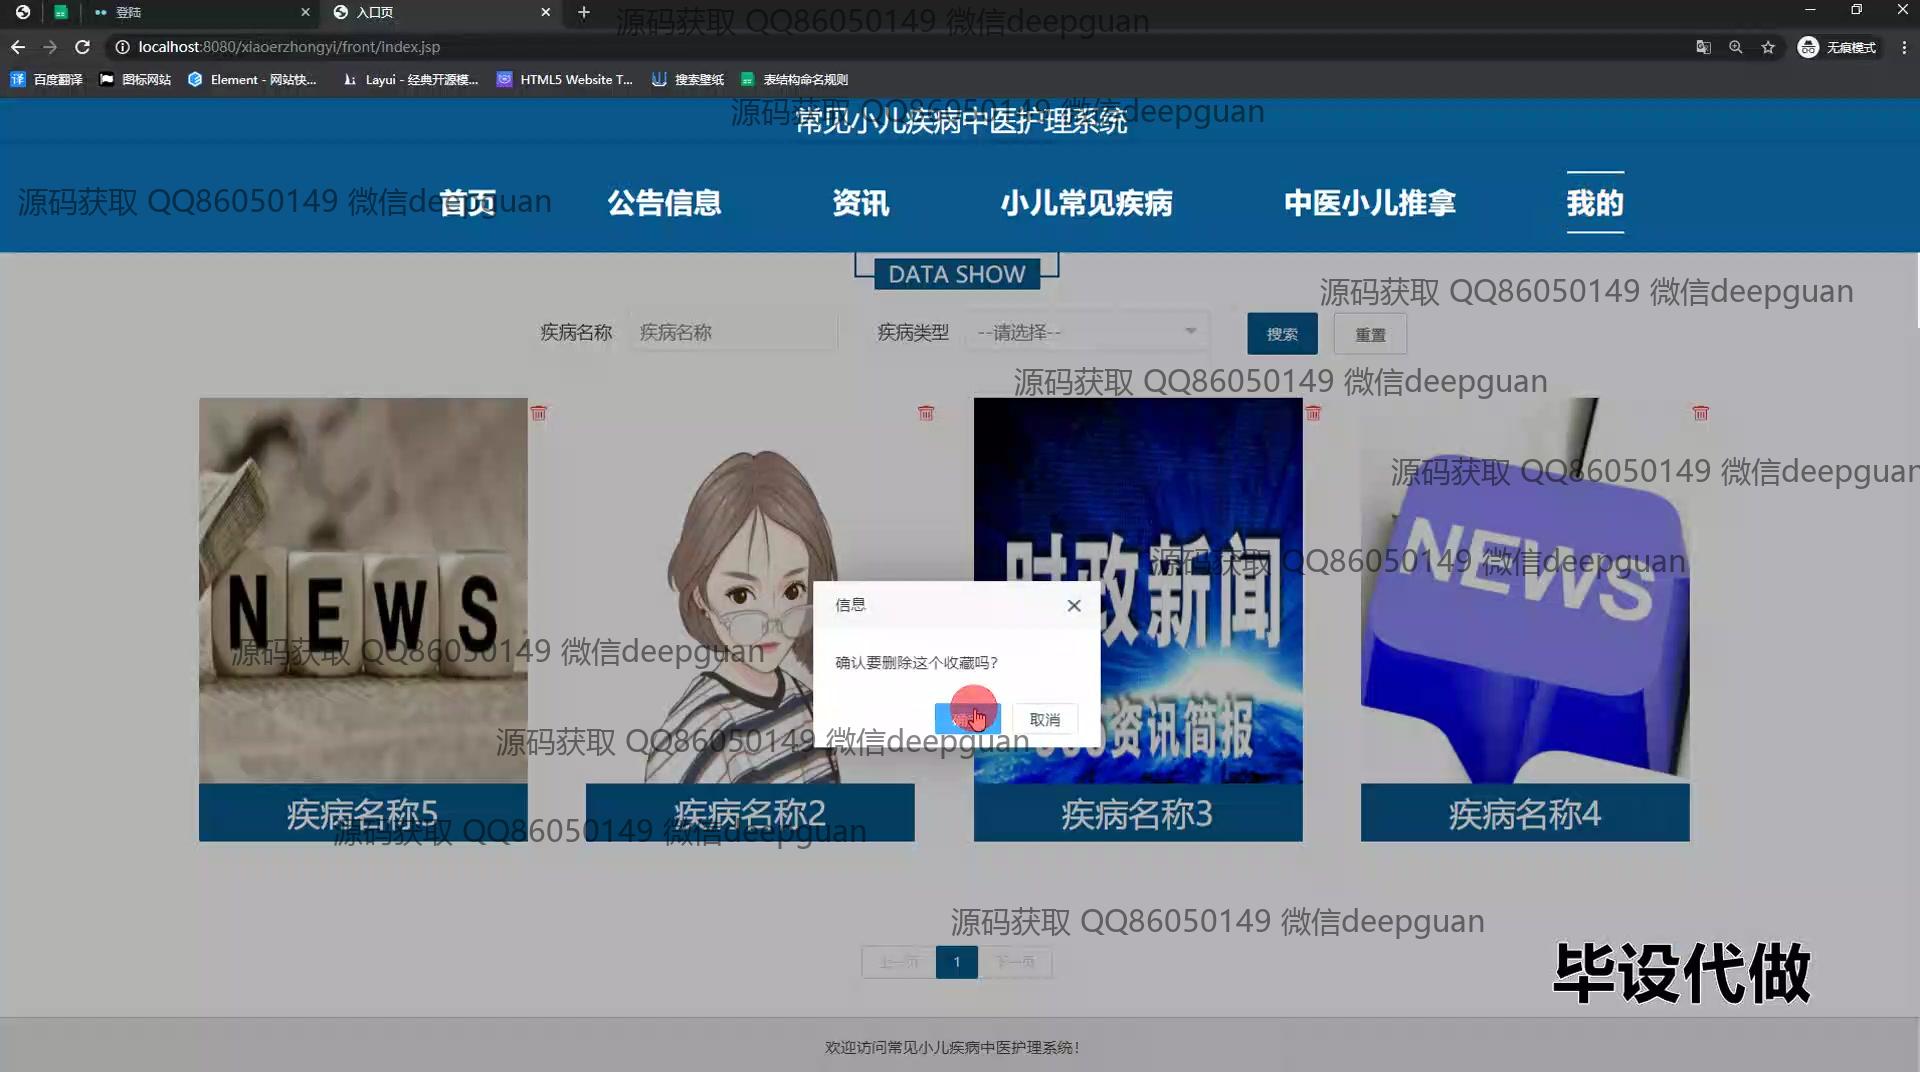 登陆
入口页
源码获取 QQ86050149 微信deepguan
localhost:8080/xiaoerzhongyi/front/index.jsp
无痕模式
百度翻译
图标网站
Element - 网站快...
Layui - 经典开源模...
HTML5 Website T...
搜索壁纸
表结构命名规则
源码获取 QQ86050149 微信deepguan
常见小儿疾病中医护理系统
源码获取 QQ86050149 微信deepguan
首页 公告信息 资讯 小儿常见疾病 中医小儿推拿 我的
DATA SHOW
源码获取 QQ86050149 微信deepguan
疾病名称 疾病名称 疾病类型 --请选择-- 搜索 重置
源码获取 QQ86050149 微信deepguan
源码获取 QQ86050149 微信deepguan
NEWS
时政新闻
NEWS
源码获取 QQ86050149 微信deepguan
信息
源码获取 QQ86050149 微信deepguan
确认要删除这个收藏吗?
取消
资讯简报
源码获取 QQ86050149 微信deepguan
疾病名称5 疾病名称2 疾病名称3 疾病名称4
源码获取 QQ86050149 微信deepguan
源码获取 QQ86050149 微信deepguan
上一页 1 下一页
毕设代做
欢迎访问常见小儿疾病中医护理系统!